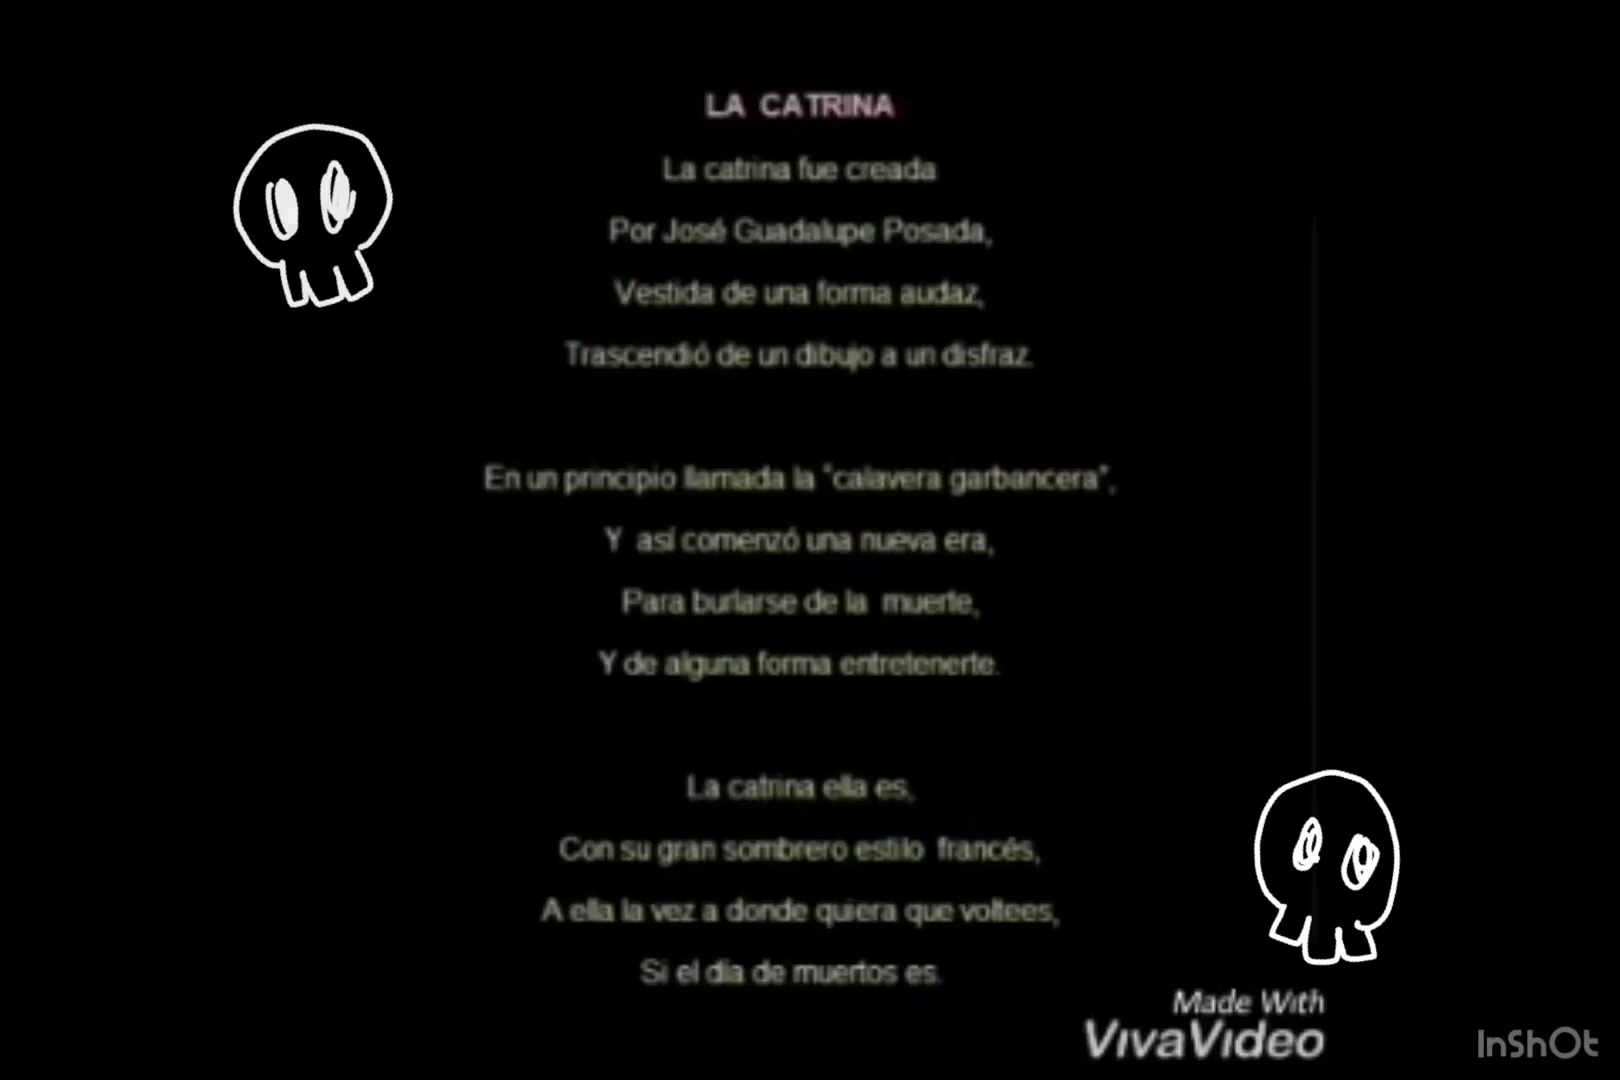 LA CATRINA
La catrina fue creada
Por José Guadalupe Posada,
Vestida de una forma audaz,
Trascendió de un dibujo a un disfraz.
En un principio llamada la "calavera garbancera",
Y así comenzó una nueva era,
Para burlarse de la muerte,
Y de alguna forma entretenerte.
La catrina ella es,
Con su gran sombrero estilo francés,
A ella la vez a donde quiera que voltees,
Si el día de muertos es.
Made With
VivaVideo
InShOt